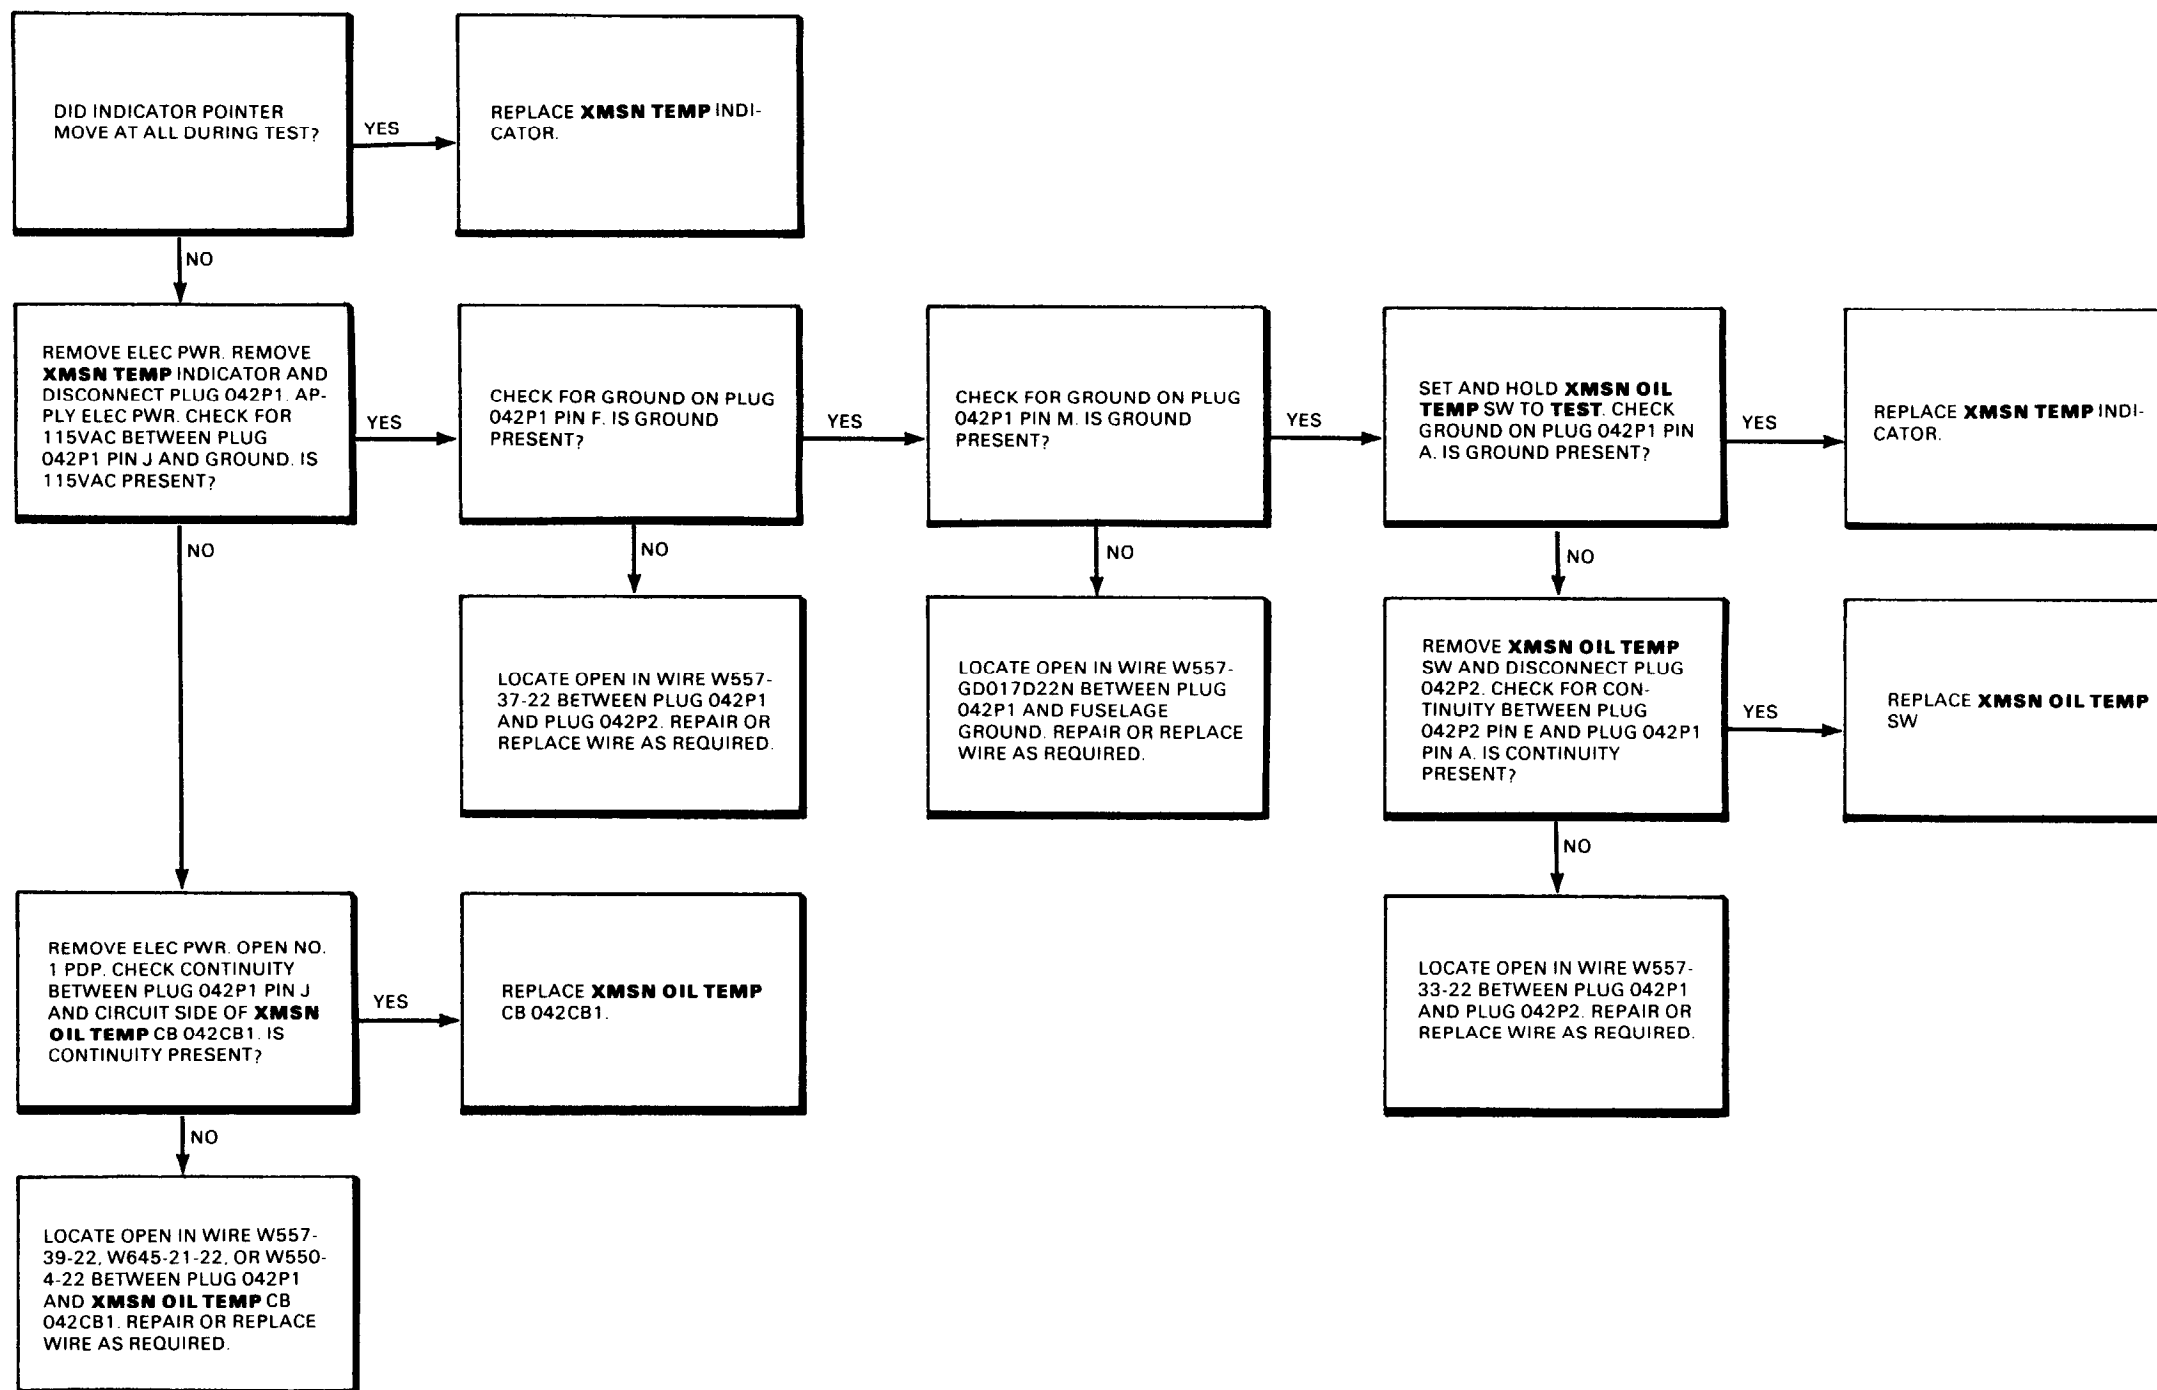 DID INDICATOR POINTER
MOVE AT ALL DURING TEST?
YES
REPLACE XMSN TEMP INDI-
CATOR.
NO
REMOVE ELEC PWR. REMOVE
XMSN TEMP INDICATOR AND
DISCONNECT PLUG 042P1. AP-
PLY ELEC PWR. CHECK FOR
115VAC BETWEEN PLUG
042P1 PIN J AND GROUND. IS
115VAC PRESENT?
YES
CHECK FOR GROUND ON PLUG
042P1 PIN F. IS GROUND
PRESENT?
YES
CHECK FOR GROUND ON PLUG
042P1 PIN M. IS GROUND
PRESENT?
YES
SET AND HOLD XMSN OIL
TEMP SW TO TEST. CHECK
GROUND ON PLUG 042P1 PIN
A. IS GROUND PRESENT?
YES
REPLACE XMSN TEMP INDI-
CATOR.
NO
NO
NO
NO
LOCATE OPEN IN WIRE W557-
37-22 BETWEEN PLUG 042P1
AND PLUG 042P2. REPAIR OR
REPLACE WIRE AS REQUIRED.
LOCATE OPEN IN WIRE W557-
GD017D22N BETWEEN PLUG
042P1 AND FUSELAGE
GROUND. REPAIR OR REPLACE
WIRE AS REQUIRED.
REMOVE XMSN OIL TEMP
SW AND DISCONNECT PLUG
042P2. CHECK FOR CON-
TINUITY BETWEEN PLUG
042P2 PIN E AND PLUG 042P1
PIN A. IS CONTINUITY
PRESENT?
YES
REPLACE XMSN OIL TEMP
SW
NO
REMOVE ELEC PWR. OPEN NO.
1 PDP. CHECK CONTINUITY
BETWEEN PLUG 042P1 PIN J
AND CIRCUIT SIDE OF XMSN
OIL TEMP CB 042CB1. IS
CONTINUITY PRESENT?
YES
REPLACE XMSN OIL TEMP
CB 042CB1.
LOCATE OPEN IN WIRE W557-
33-22 BETWEEN PLUG 042P1
AND PLUG 042P2. REPAIR OR
REPLACE WIRE AS REQUIRED.
NO
LOCATE OPEN IN WIRE W557-
39-22, W645-21-22, OR W550-
4-22 BETWEEN PLUG 042P1
AND XMSN OIL TEMP CB
042CB1. REPAIR OR REPLACE
WIRE AS REQUIRED.